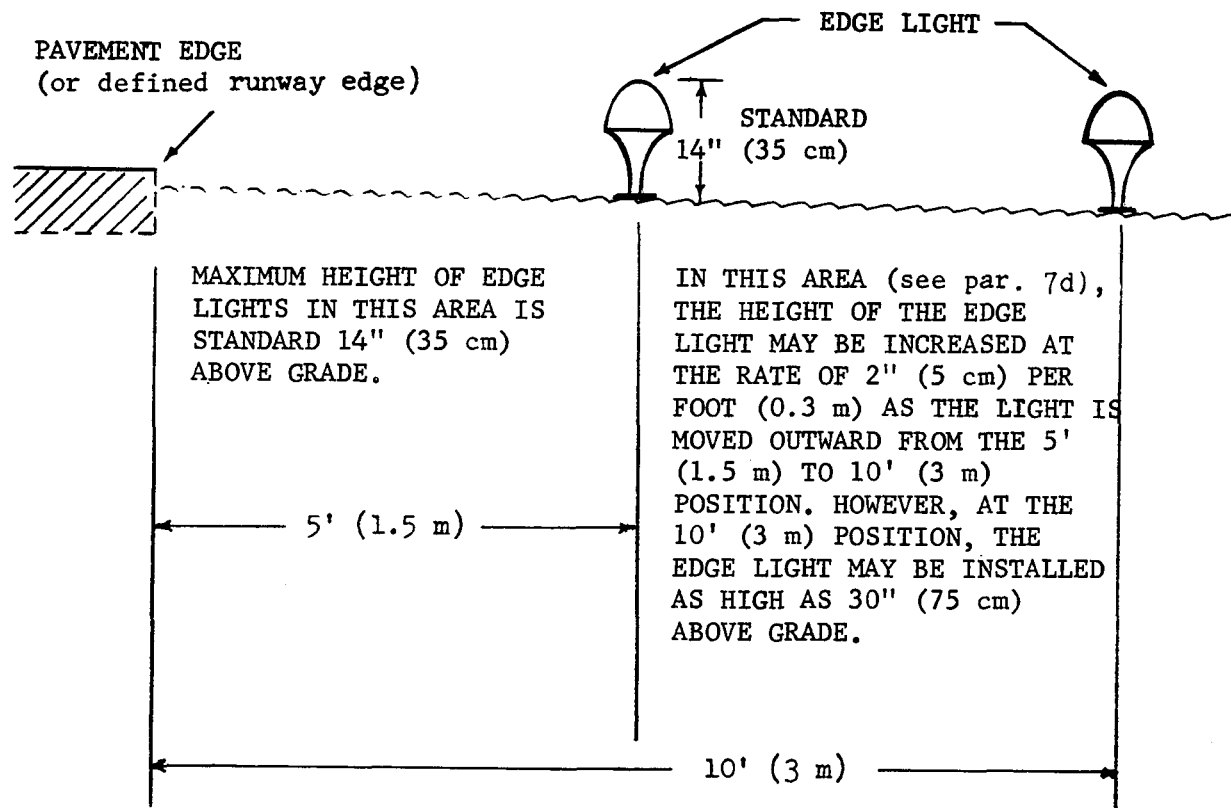 EDGE LIGHT
PAVEMENT EDGE
(or defined runway edge)
STANDARD
14" (35 cm)
MAXIMUM HEIGHT OF EDGE
LIGHTS IN THIS AREA IS
STANDARD 14" (35 cm)
ABOVE GRADE.
IN THIS AREA (see par. 7d),
THE HEIGHT OF THE EDGE
LIGHT MAY BE INCREASED AT
THE RATE OF 2" (5 cm) PER
FOOT (0.3 m) AS THE LIGHT IS
MOVED OUTWARD FROM THE 5'
(1.5 m) TO 10' (3 m)
POSITION. HOWEVER, AT THE
10' (3 m) POSITION, THE
EDGE LIGHT MAY BE INSTALLED
AS HIGH AS 30" (75 cm)
ABOVE GRADE.
5' (1.5 m)
10' (3 m)